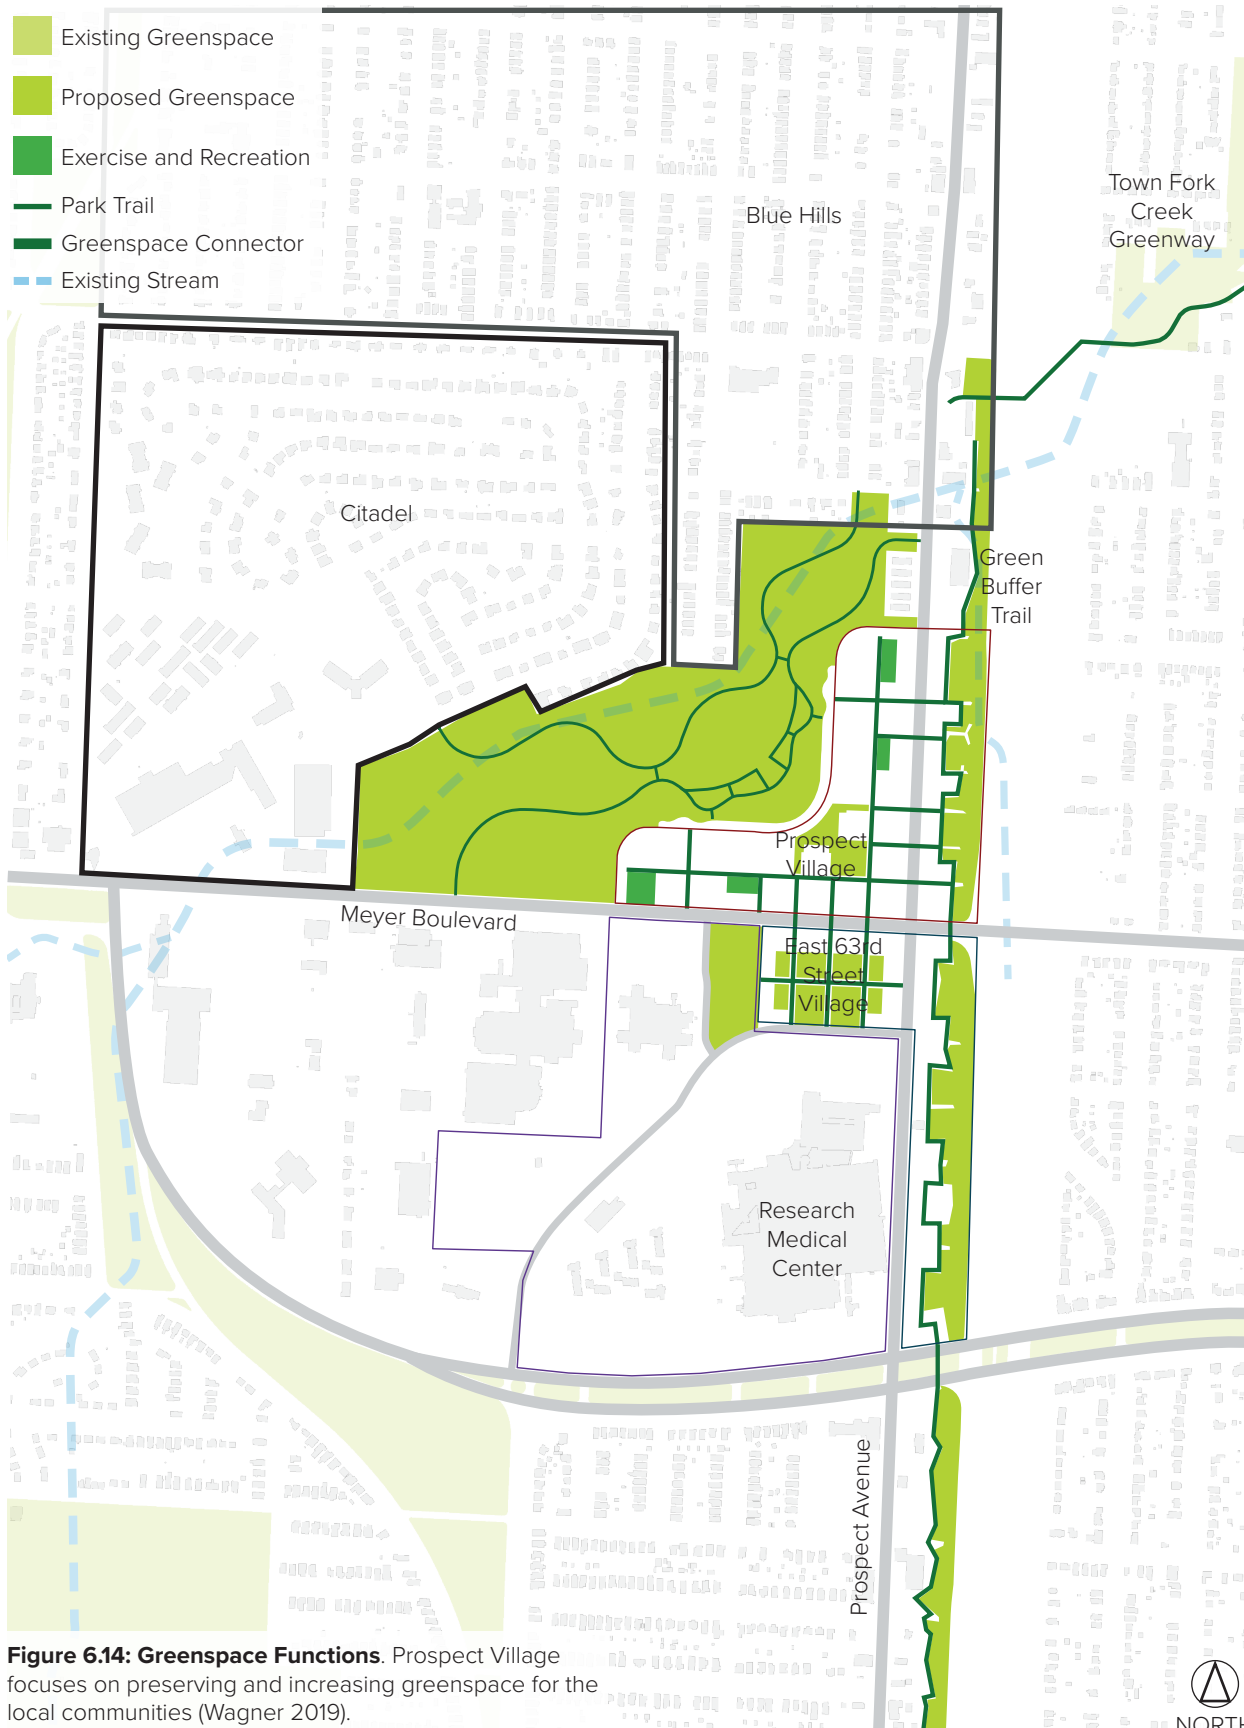 Existing Greenspace
Proposed Greenspace
Exercise and Recreation
Park Trail
Greenspace Connector
Existing Stream
Town Fork
Creek
Greenway
Blue Hills
Citadel
Green
Buffer
Trail
Prospect
Village
Meyer Boulevard
East 63rd
Street
Village
Research
Medical
Center
Prospect Avenue
Figure 6.14: Greenspace Functions. Prospect Village
focuses on preserving and increasing greenspace for the
local communities (Wagner 2019).
NORTH